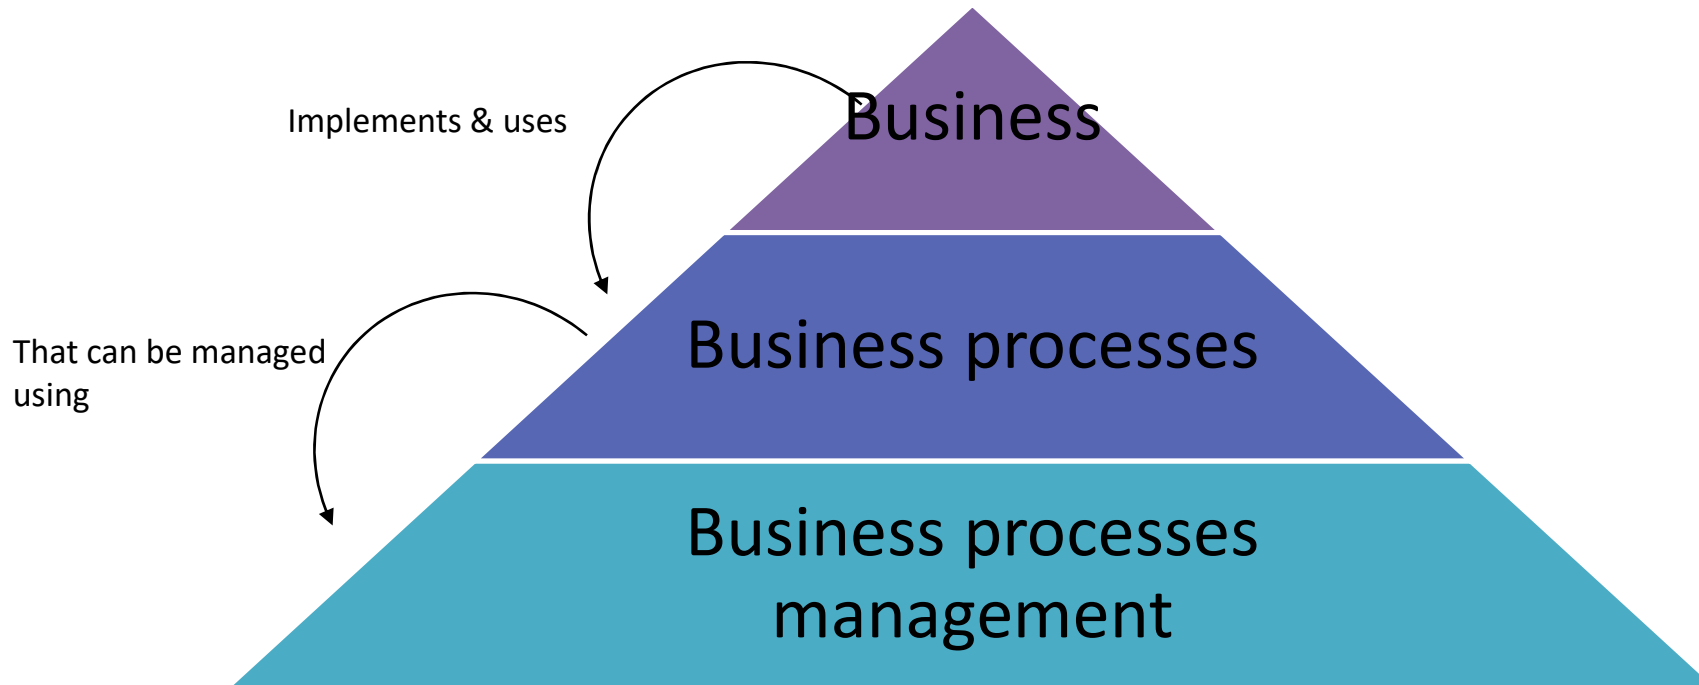 Business
Implements & uses
Business processes
That can be managed
using
Business processes
management